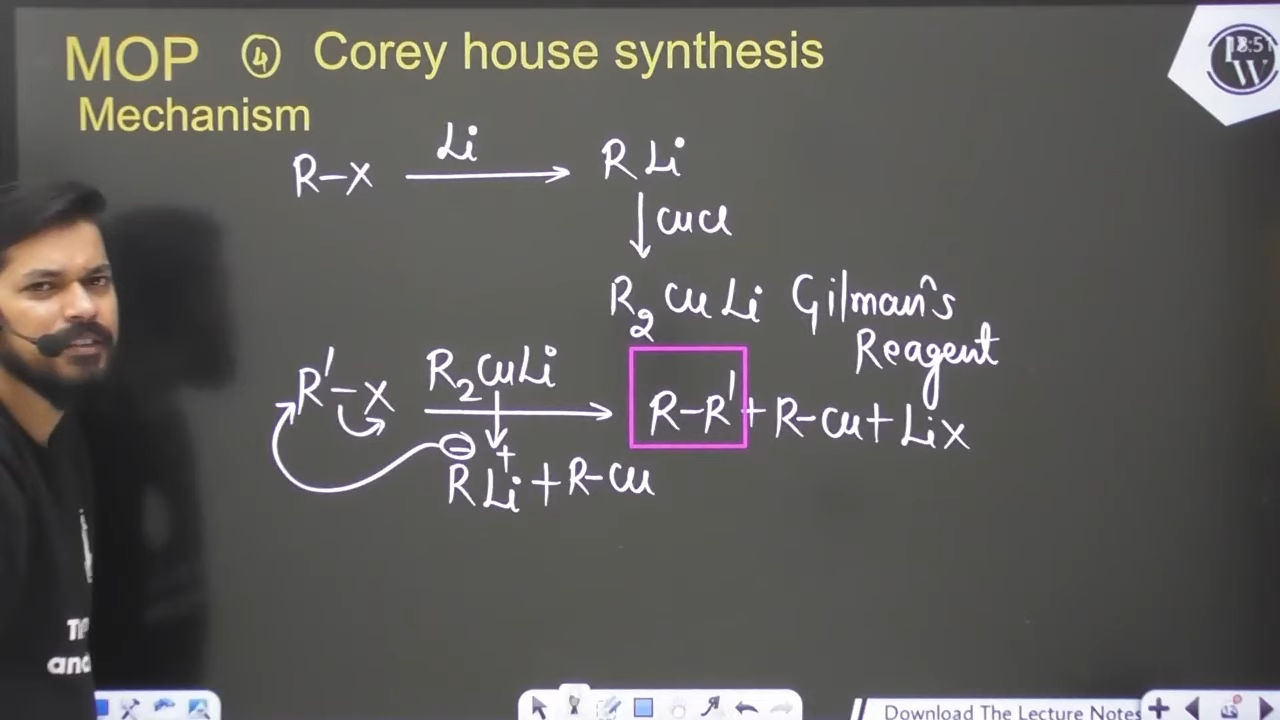 MOP ④ Corey house synthesis
Mechanism
R-X Li RLi
CuCl
R₂CuLi Gilman's
Reagent
R'-X R₂CuLi R-R' + R-Cu + LiX
⊖ +
RLi + R-Cu
Download The Lecture Notes